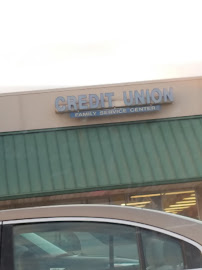 CREDIT UNION
FAMILY SERVICE CENTER